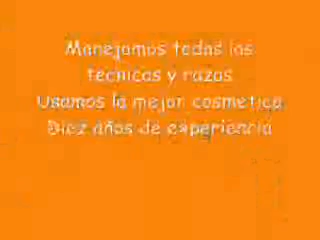 Manejamos todas las
tecnicas y razas
Usamos la mejor cosmetica
Diez años de experiencia